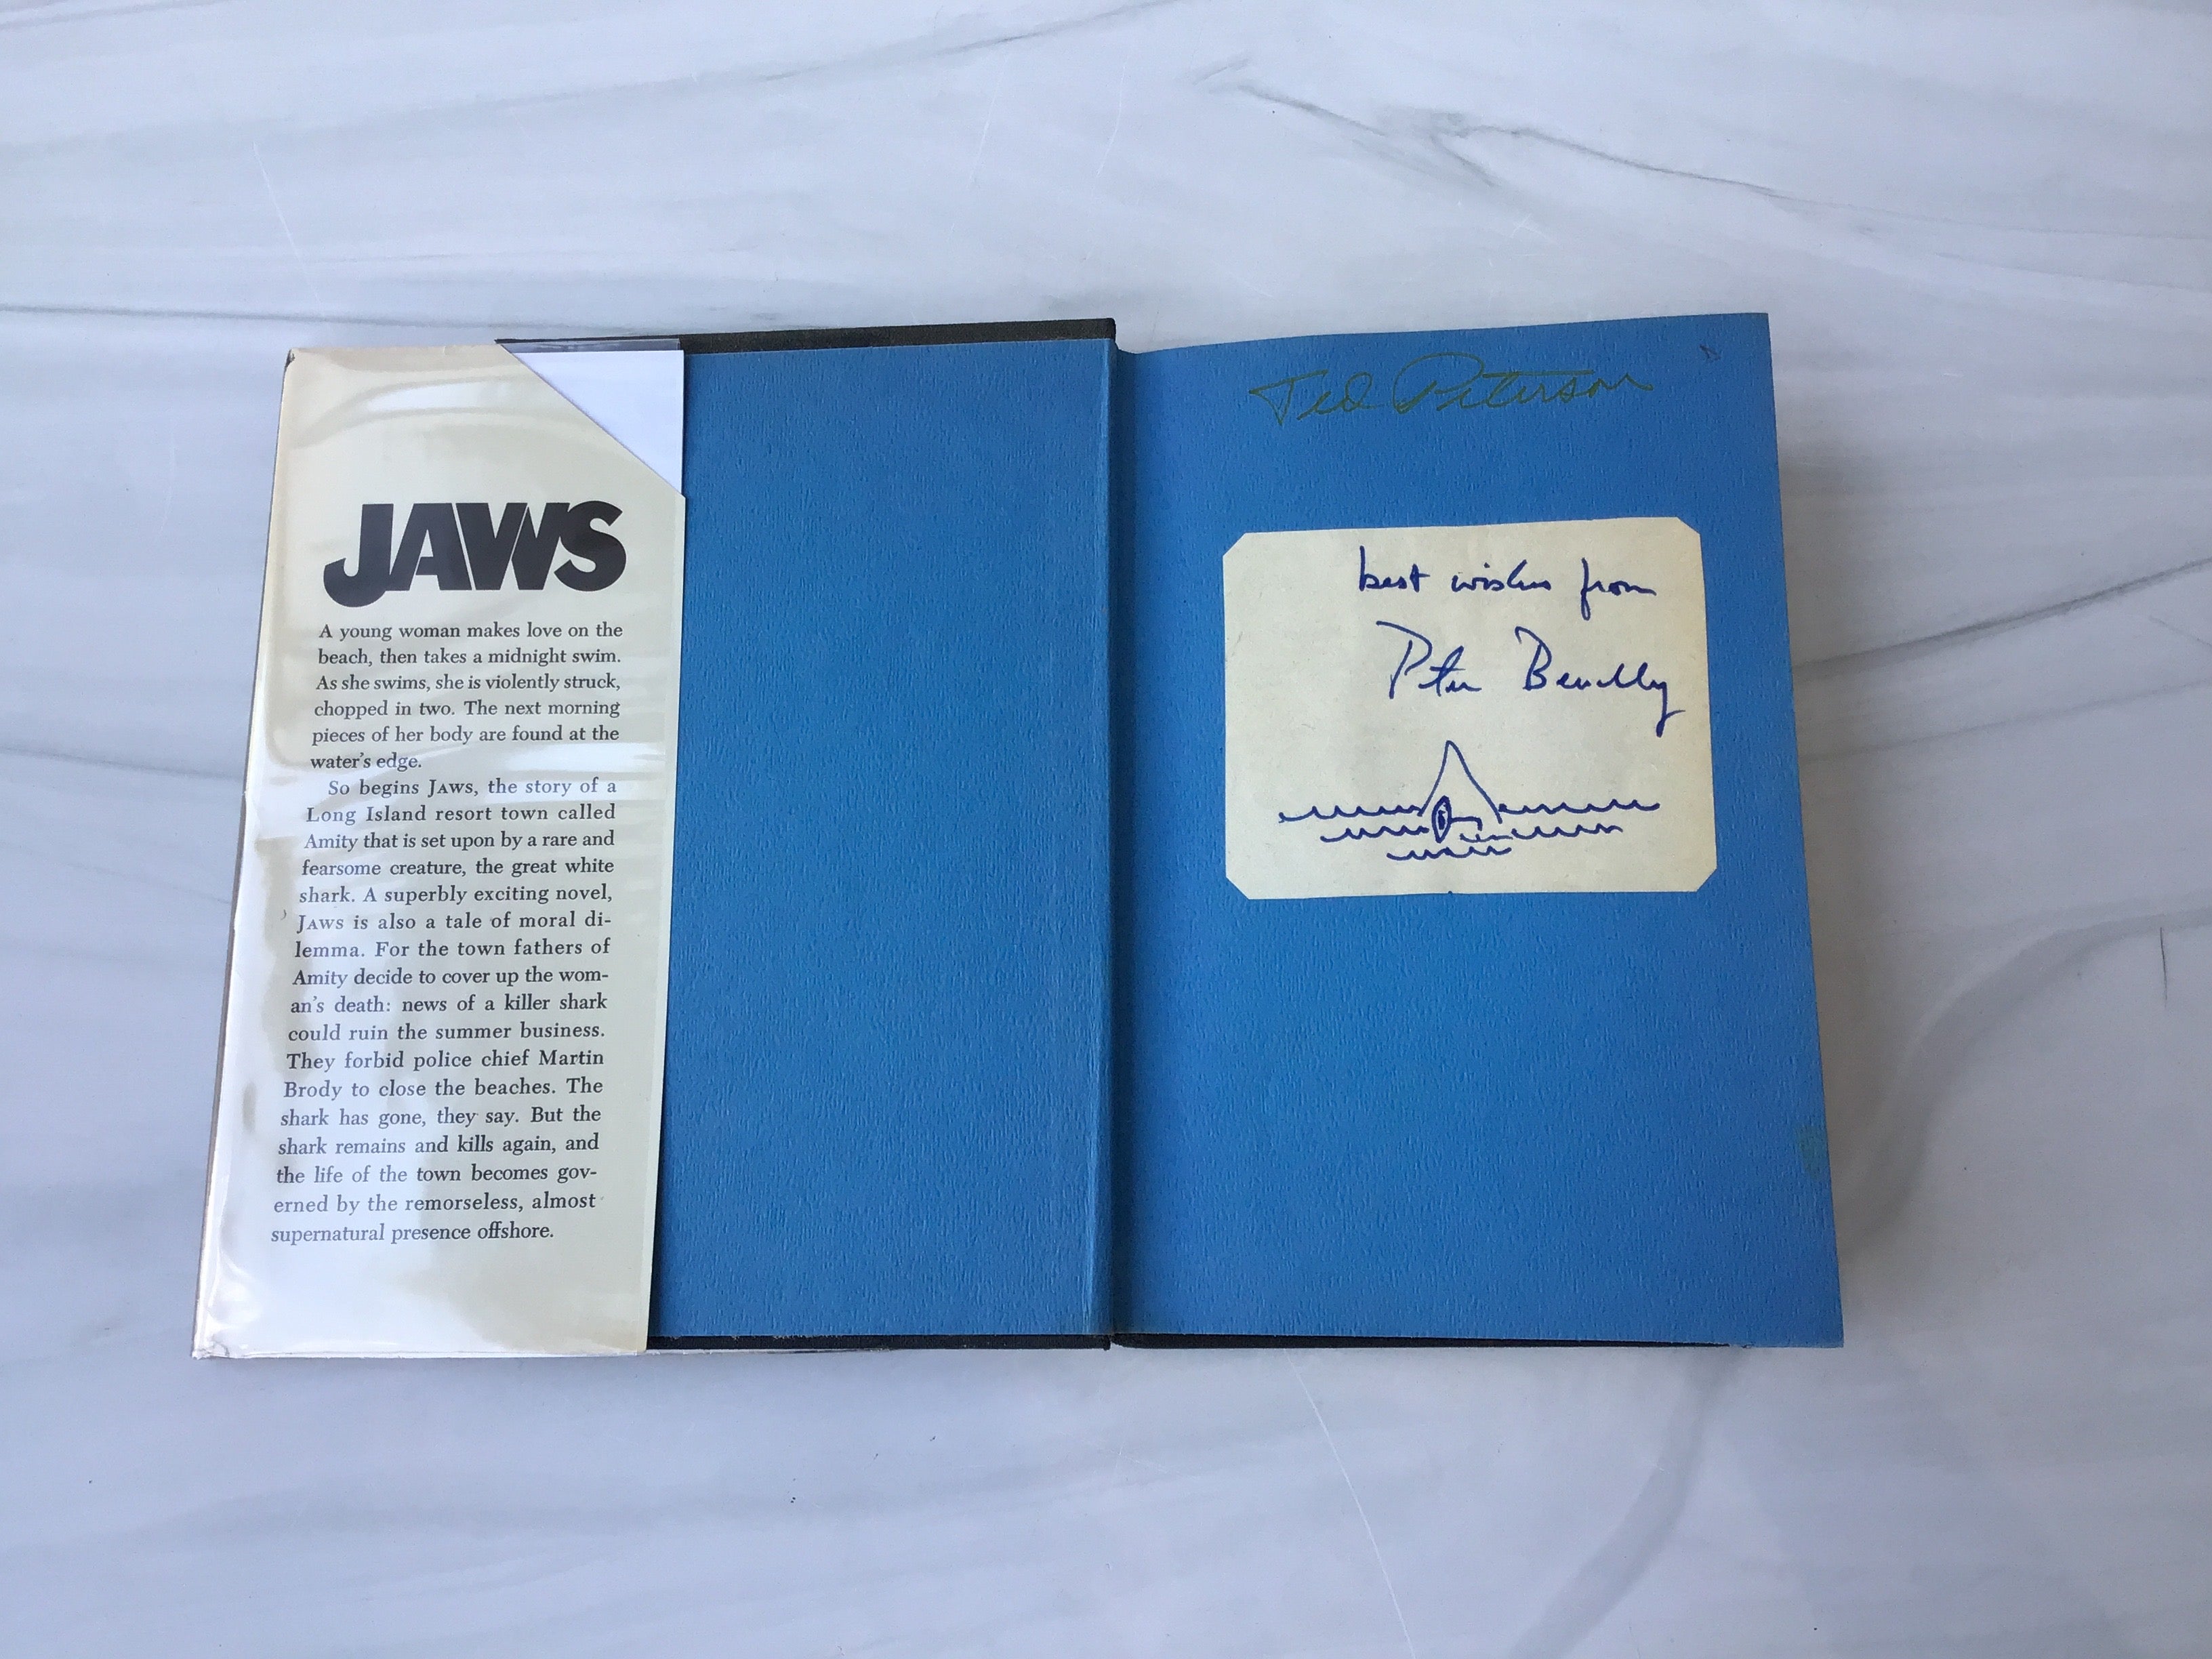 JAWS
A young woman makes love on the
beach, then takes a midnight swim.
As she swims, she is violently struck,
chopped in two. The next morning
pieces of her body are found at the
water's edge.
So begins JAWS, the story of a
Long Island resort town called
Amity that is set upon by a rare and
fearsome creature, the great white
shark. A superbly exciting novel,
JAWS is also a tale of moral di-
lemma. For the town fathers of
Amity decide to cover up the wom-
an's death: news of a killer shark
could ruin the summer business.
They forbid police chief Martin
Brody to close the beaches. The
shark has gone, they say. But the
shark remains and kills again, and
the life of the town becomes gov-
erned by the remorseless, almost
supernatural presence offshore.
Ted Peterson
best wishes from
Peter Benchley